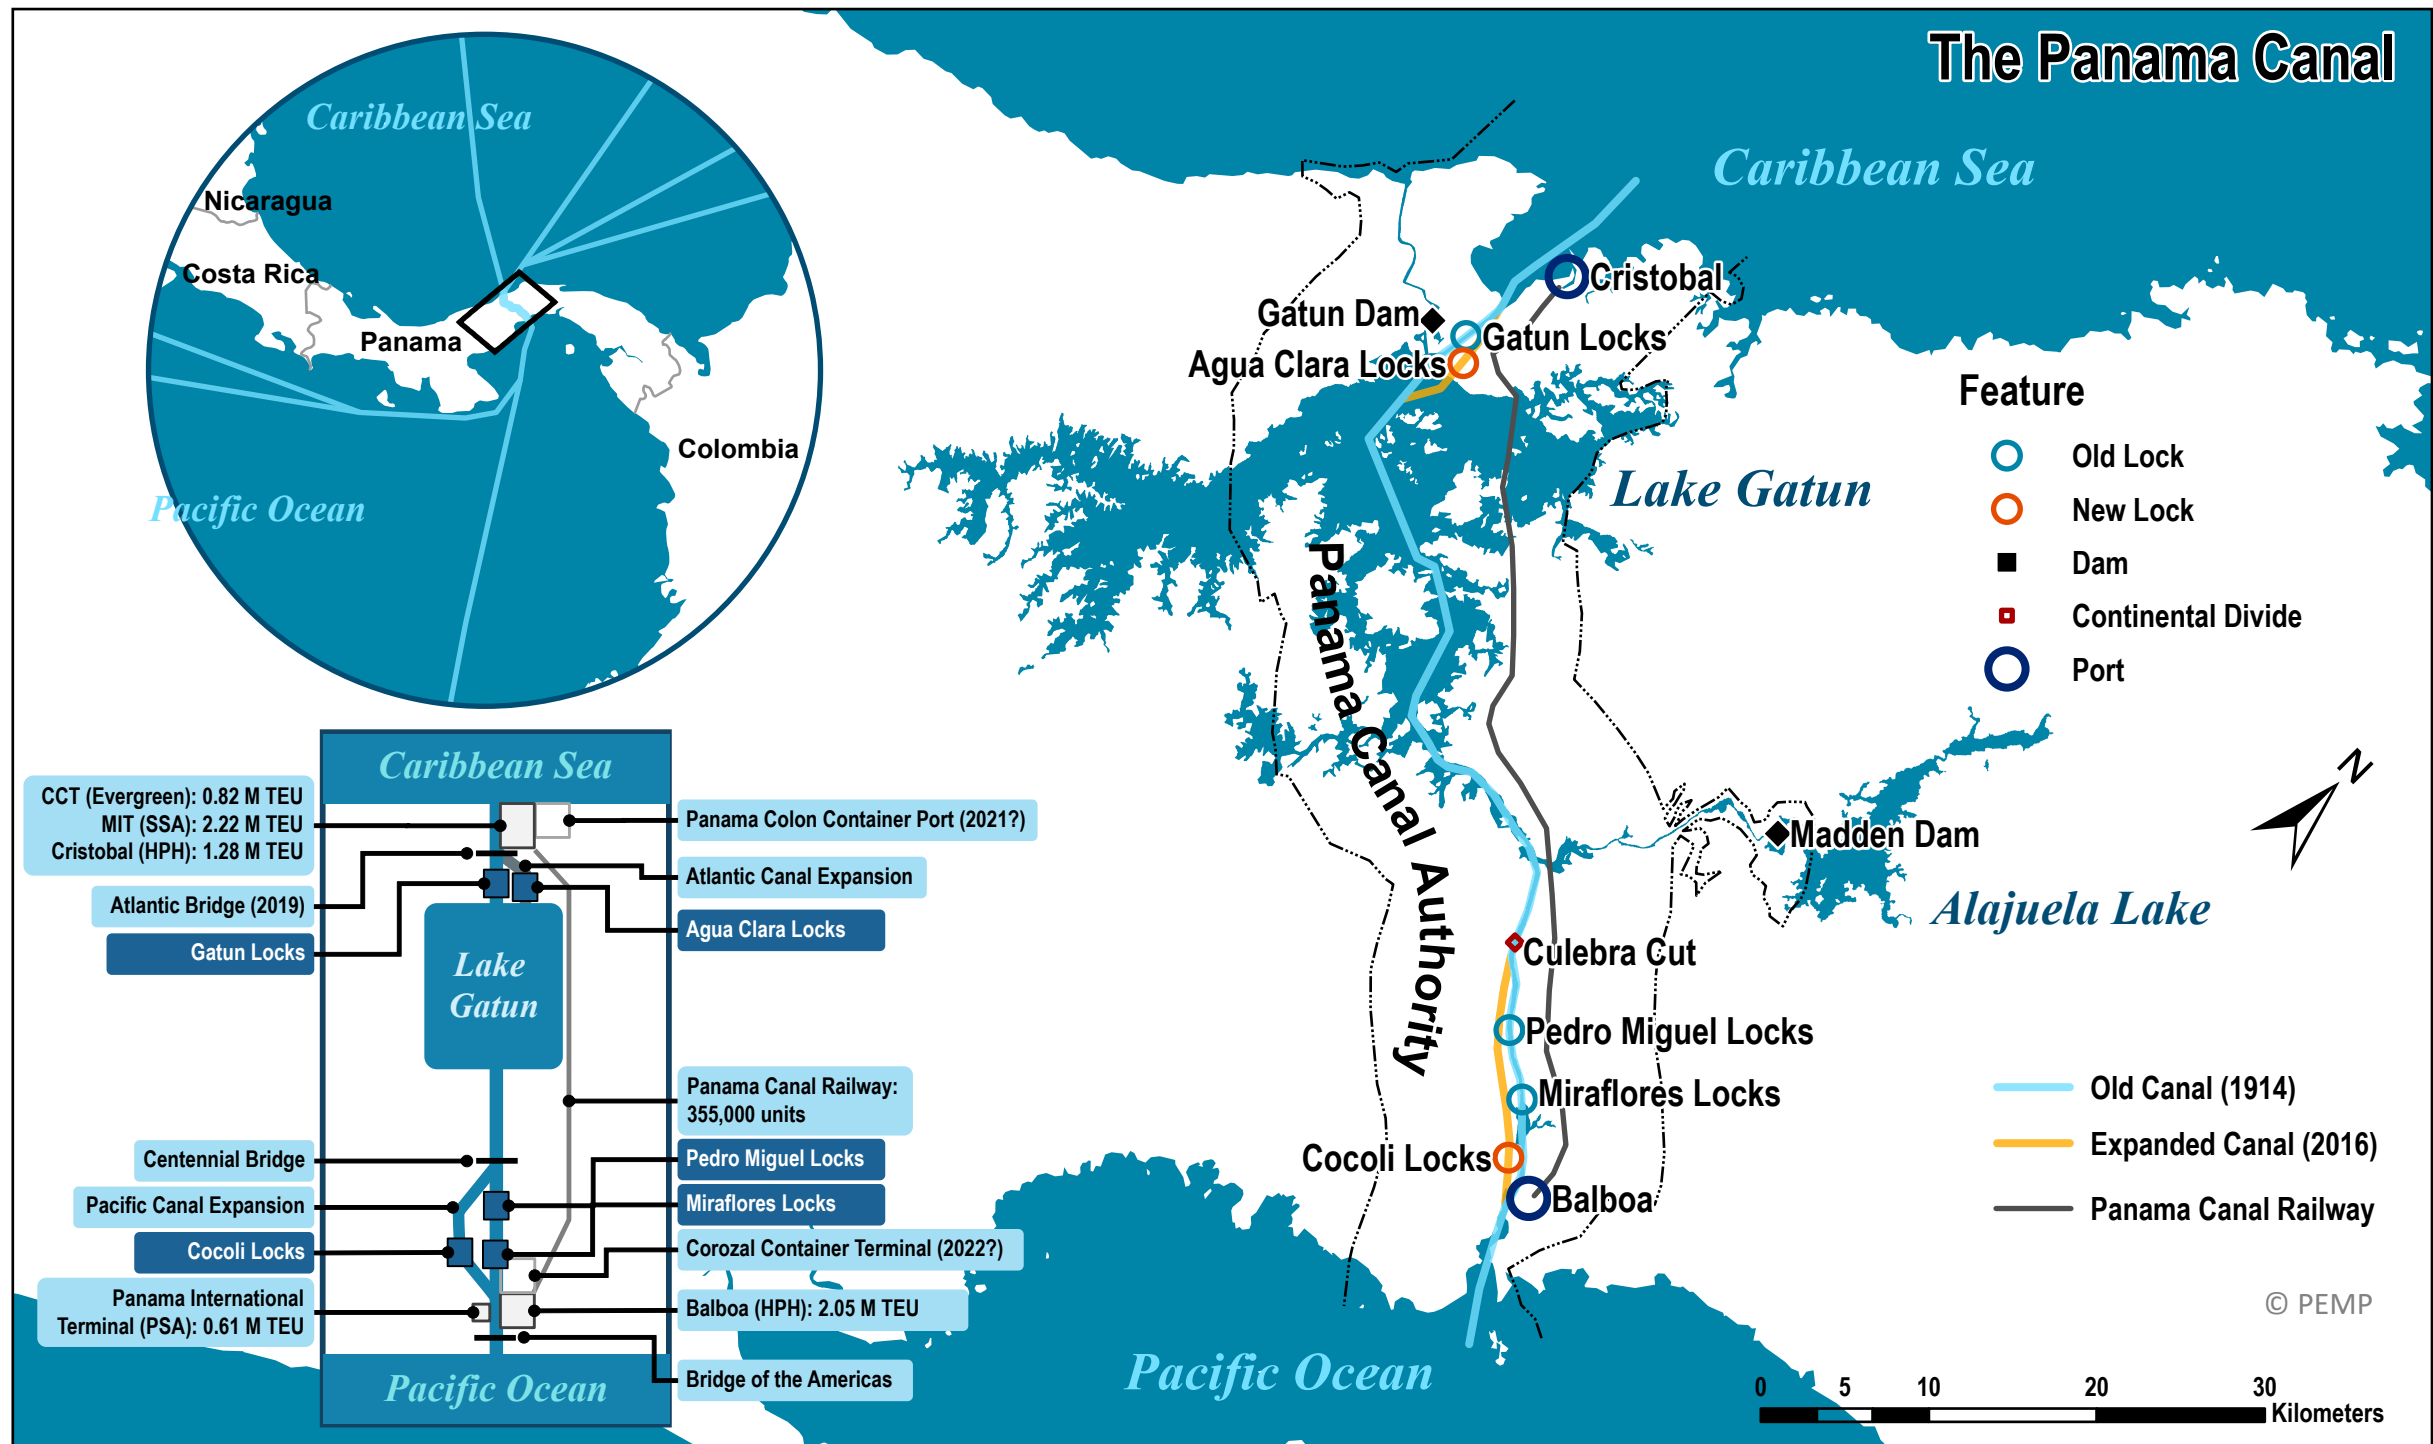 The Panama Canal
Caribbean Sea
Nicaragua
Costa Rica
Panama
Colombia
Pacific Ocean
Caribbean Sea
Cristobal
Gatun Dam
Gatun Locks
Agua Clara Locks
Lake Gatun
Panama Canal Authority
Madden Dam
Alajuela Lake
Culebra Cut
Pedro Miguel Locks
Miraflores Locks
Cocoli Locks
Balboa
Pacific Ocean
Feature
Old Lock
New Lock
Dam
Continental Divide
Port
N
Old Canal (1914)
Expanded Canal (2016)
Panama Canal Railway
© PEMP
0 5 10 20 30
Kilometers
Caribbean Sea
CCT (Evergreen): 0.82 M TEU
MIT (SSA): 2.22 M TEU
Cristobal (HPH): 1.28 M TEU
Atlantic Bridge (2019)
Gatun Locks
Panama Colon Container Port (2021?)
Atlantic Canal Expansion
Agua Clara Locks
Lake
Gatun
Panama Canal Railway:
355,000 units
Centennial Bridge
Pacific Canal Expansion
Cocoli Locks
Panama International
Terminal (PSA): 0.61 M TEU
Pedro Miguel Locks
Miraflores Locks
Corozal Container Terminal (2022?)
Balboa (HPH): 2.05 M TEU
Bridge of the Americas
Pacific Ocean